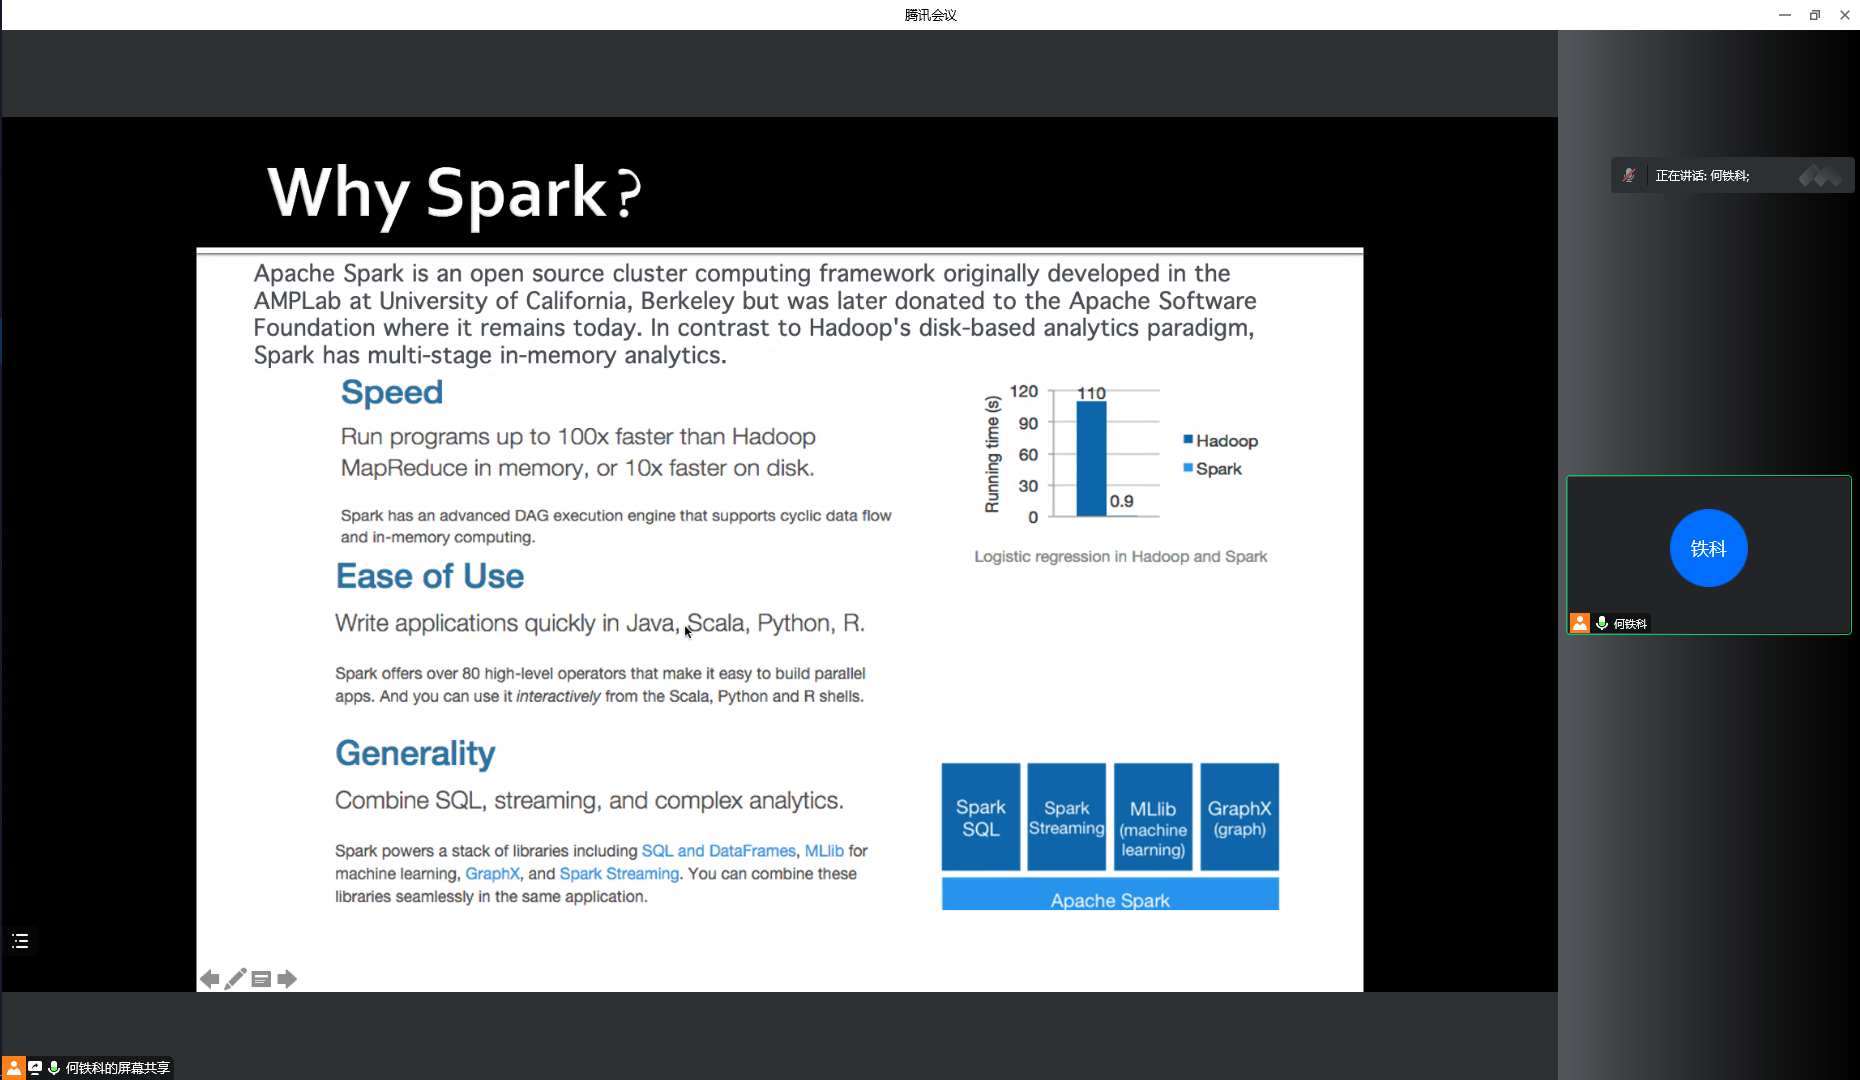 腾讯会议
正在讲话: 何铁科;
Why Spark?
Apache Spark is an open source cluster computing framework originally developed in the
AMPLab at University of California, Berkeley but was later donated to the Apache Software
Foundation where it remains today. In contrast to Hadoop's disk-based analytics paradigm,
Spark has multi-stage in-memory analytics.
Speed
Run programs up to 100x faster than Hadoop
MapReduce in memory, or 10x faster on disk.
Spark has an advanced DAG execution engine that supports cyclic data flow
and in-memory computing.
Running time (s)
120
90
60
30
0
110
0.9
Hadoop
Spark
Logistic regression in Hadoop and Spark
Ease of Use
Write applications quickly in Java, Scala, Python, R.
Spark offers over 80 high-level operators that make it easy to build parallel
apps. And you can use it interactively from the Scala, Python and R shells.
Generality
Combine SQL, streaming, and complex analytics.
Spark powers a stack of libraries including SQL and DataFrames, MLlib for
machine learning, GraphX, and Spark Streaming. You can combine these
libraries seamlessly in the same application.
Spark
SQL
Spark
Streaming
MLlib
(machine
learning)
GraphX
(graph)
Apache Spark
铁科
何铁科
何铁科的屏幕共享